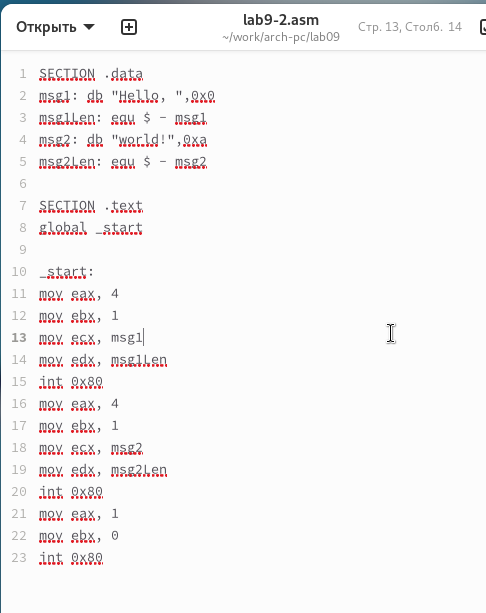 Открыть
lab9-2.asm
~/work/arch-pc/lab09
Стр. 13, Столб. 14
1 SECTION .data
2 msg1: db "Hello, ",0x0
3 msg1Len: equ $ - msg1
4 msg2: db "world!",0xa
5 msg2Len: equ $ - msg2
6
7 SECTION .text
8 global _start
9
10 _start:
11 mov eax, 4
12 mov ebx, 1
13 mov ecx, msg1
14 mov edx, msg1Len
15 int 0x80
16 mov eax, 4
17 mov ebx, 1
18 mov ecx, msg2
19 mov edx, msg2Len
20 int 0x80
21 mov eax, 1
22 mov ebx, 0
23 int 0x80